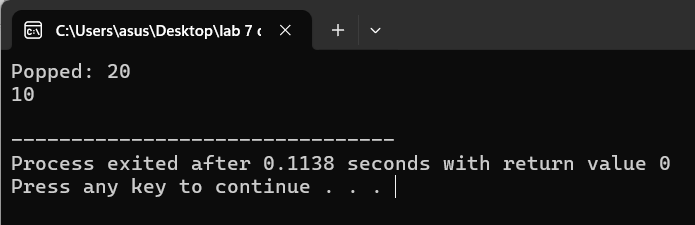 C:\Users\asus\Desktop\lab 7 c
Popped: 20
10
--------------------------------
Process exited after 0.1138 seconds with return value 0
Press any key to continue . . .